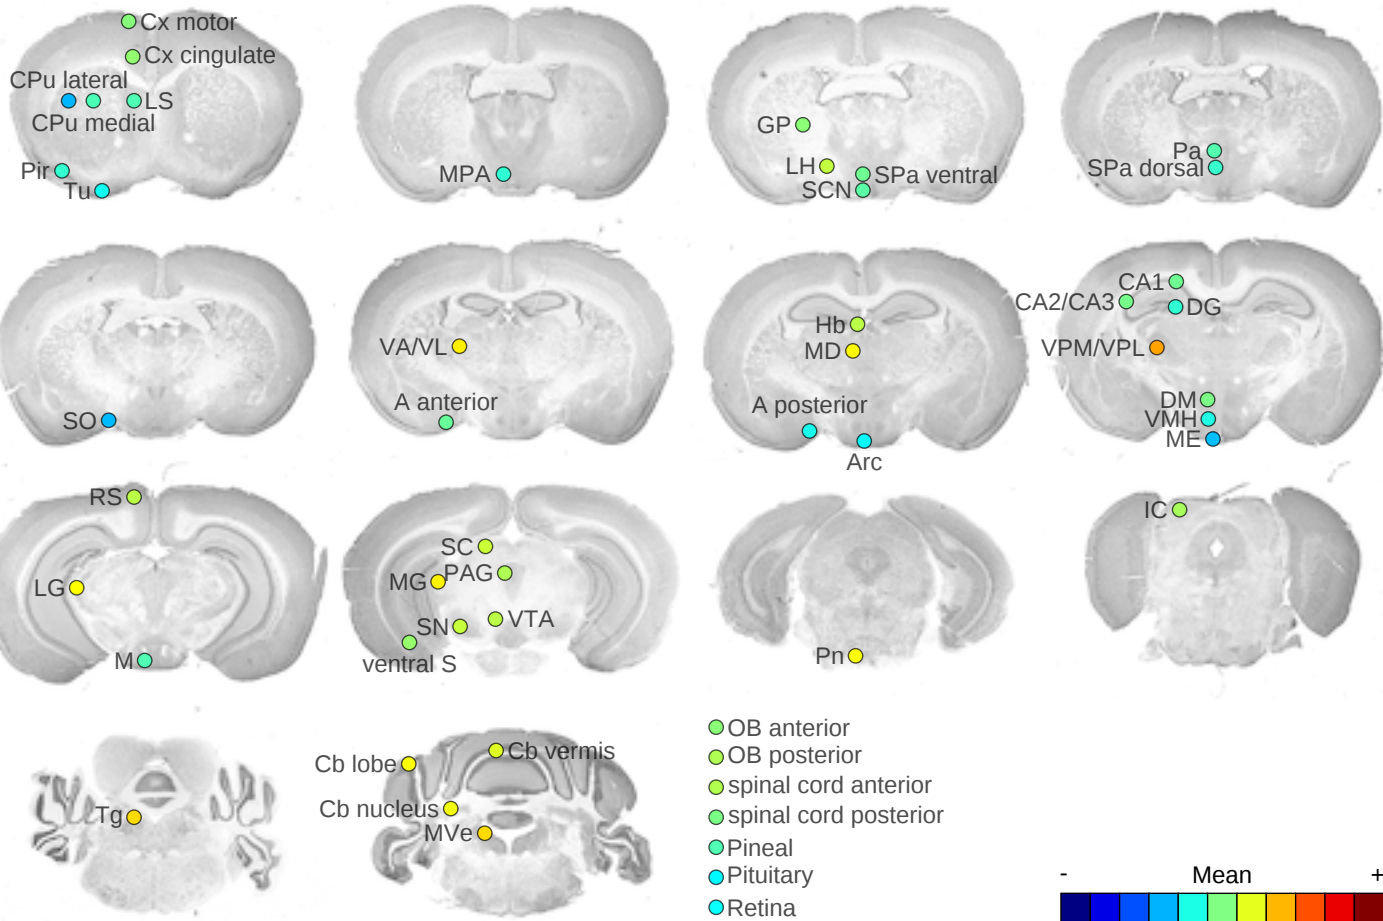 Cx motor
Cx cingulate
CPu lateral
LS
CPu medial
Pir
Tu
MPA
GP
LH
SPa ventral
SCN
Pa
SPa dorsal
SO
VA/VL
A anterior
Hb
MD
A posterior
Arc
CA1
CA2/CA3
DG
VPM/VPL
DM
VMH
ME
RS
LG
M
SC
PAG
MG
VTA
SN
ventral S
Pn
IC
Tg
Cb lobe
Cb vermis
Cb nucleus
MVe
OB anterior
OB posterior
spinal cord anterior
spinal cord posterior
Pineal
Pituitary
Retina
- Mean +